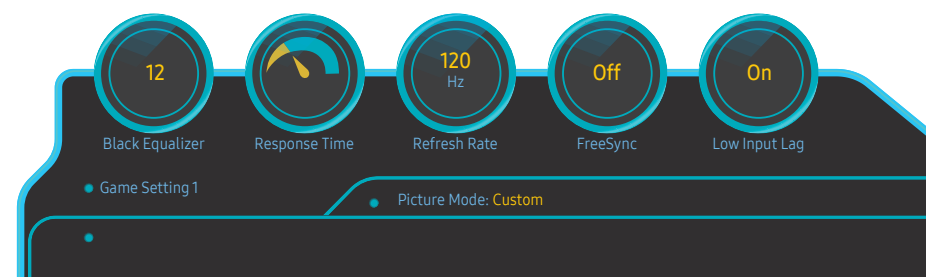 12
120
Hz
Off
On
Black Equalizer
Response Time
Refresh Rate
FreeSync
Low Input Lag
Game Setting 1
Picture Mode: Custom